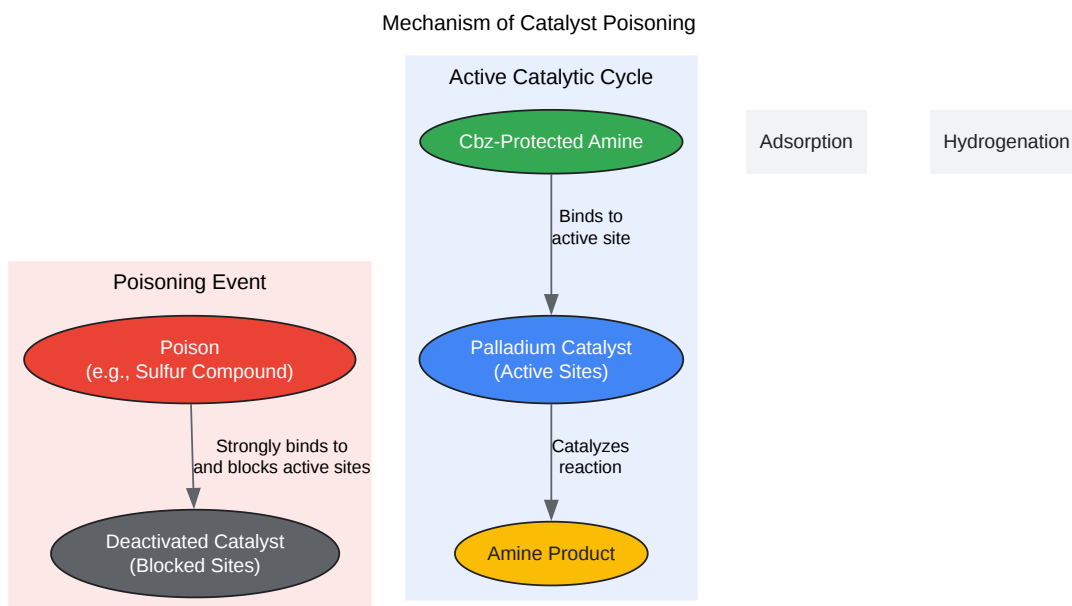 Mechanism of Catalyst Poisoning
Active Catalytic Cycle
Cbz-Protected Amine
Adsorption
Hydrogenation
Binds to
active site
Poisoning Event
Poison
(e.g., Sulfur Compound)
Palladium Catalyst
(Active Sites)
Strongly binds to
and blocks active sites
Catalyzes
reaction
Deactivated Catalyst
(Blocked Sites)
Amine Product